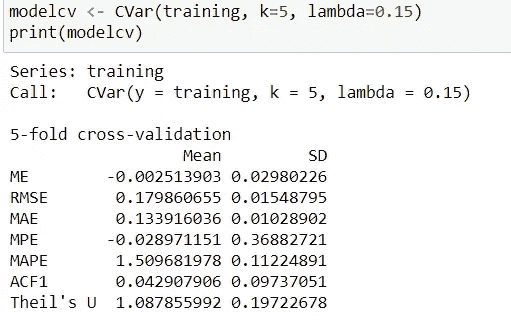 modelcv <- CVar(training, k=5, lambda=0.15)
print(modelcv)
Series: training
Call:   CVar(y = training, k = 5, lambda = 0.15)
5-fold cross-validation
                  Mean         SD
ME        -0.002513903 0.02980226
RMSE       0.179860655 0.01548795
MAE        0.133916036 0.01028902
MPE       -0.028971151 0.36882721
MAPE       1.509681978 0.11224891
ACF1       0.042907906 0.09737051
Theil's U  1.087855992 0.19722678